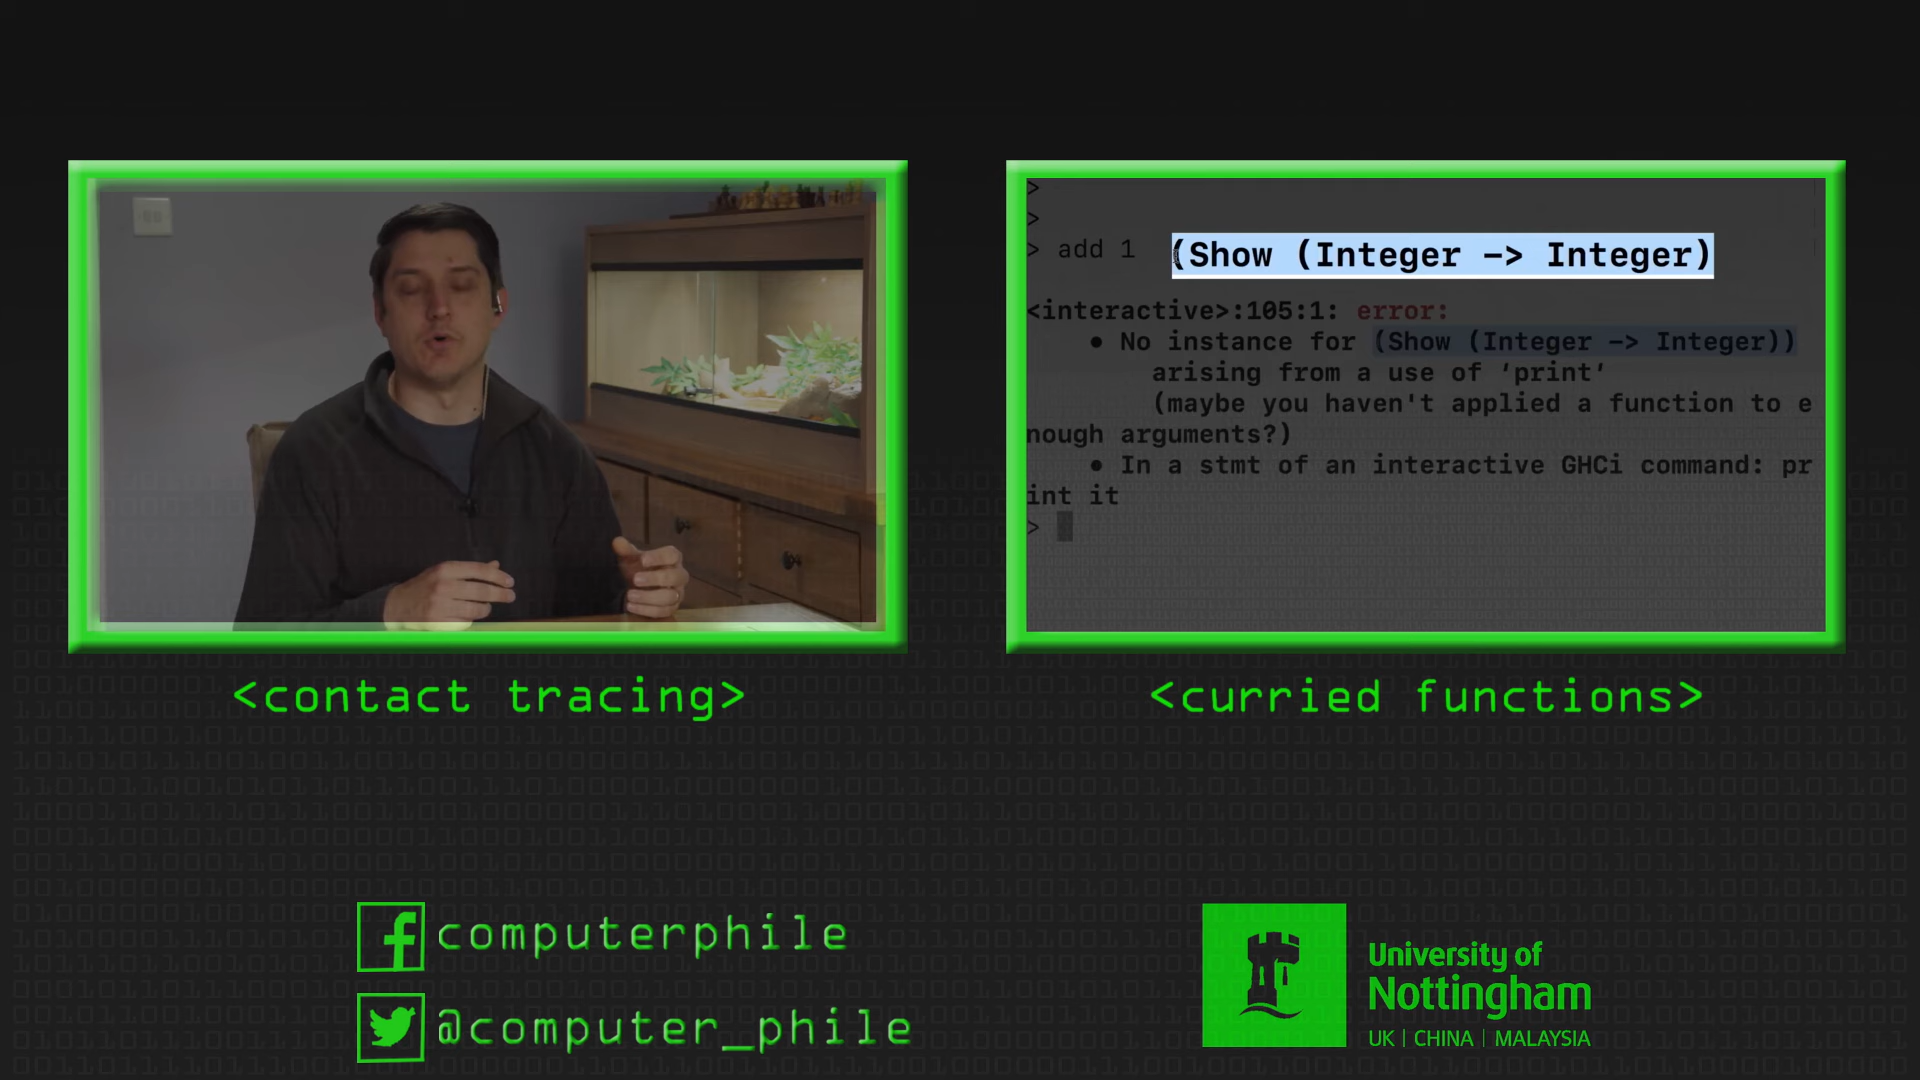 >
>
> add 1
(Show (Integer -> Integer)
<interactive>:105:1: error:
• No instance for (Show (Integer -> Integer))
arising from a use of ‘print’
(maybe you haven't applied a function to e
nough arguments?)
• In a stmt of an interactive GHCi command: pr
int it
>
<contact tracing>
<curried functions>
computerphile
@computer_phile
University of
Nottingham
UK | CHINA | MALAYSIA